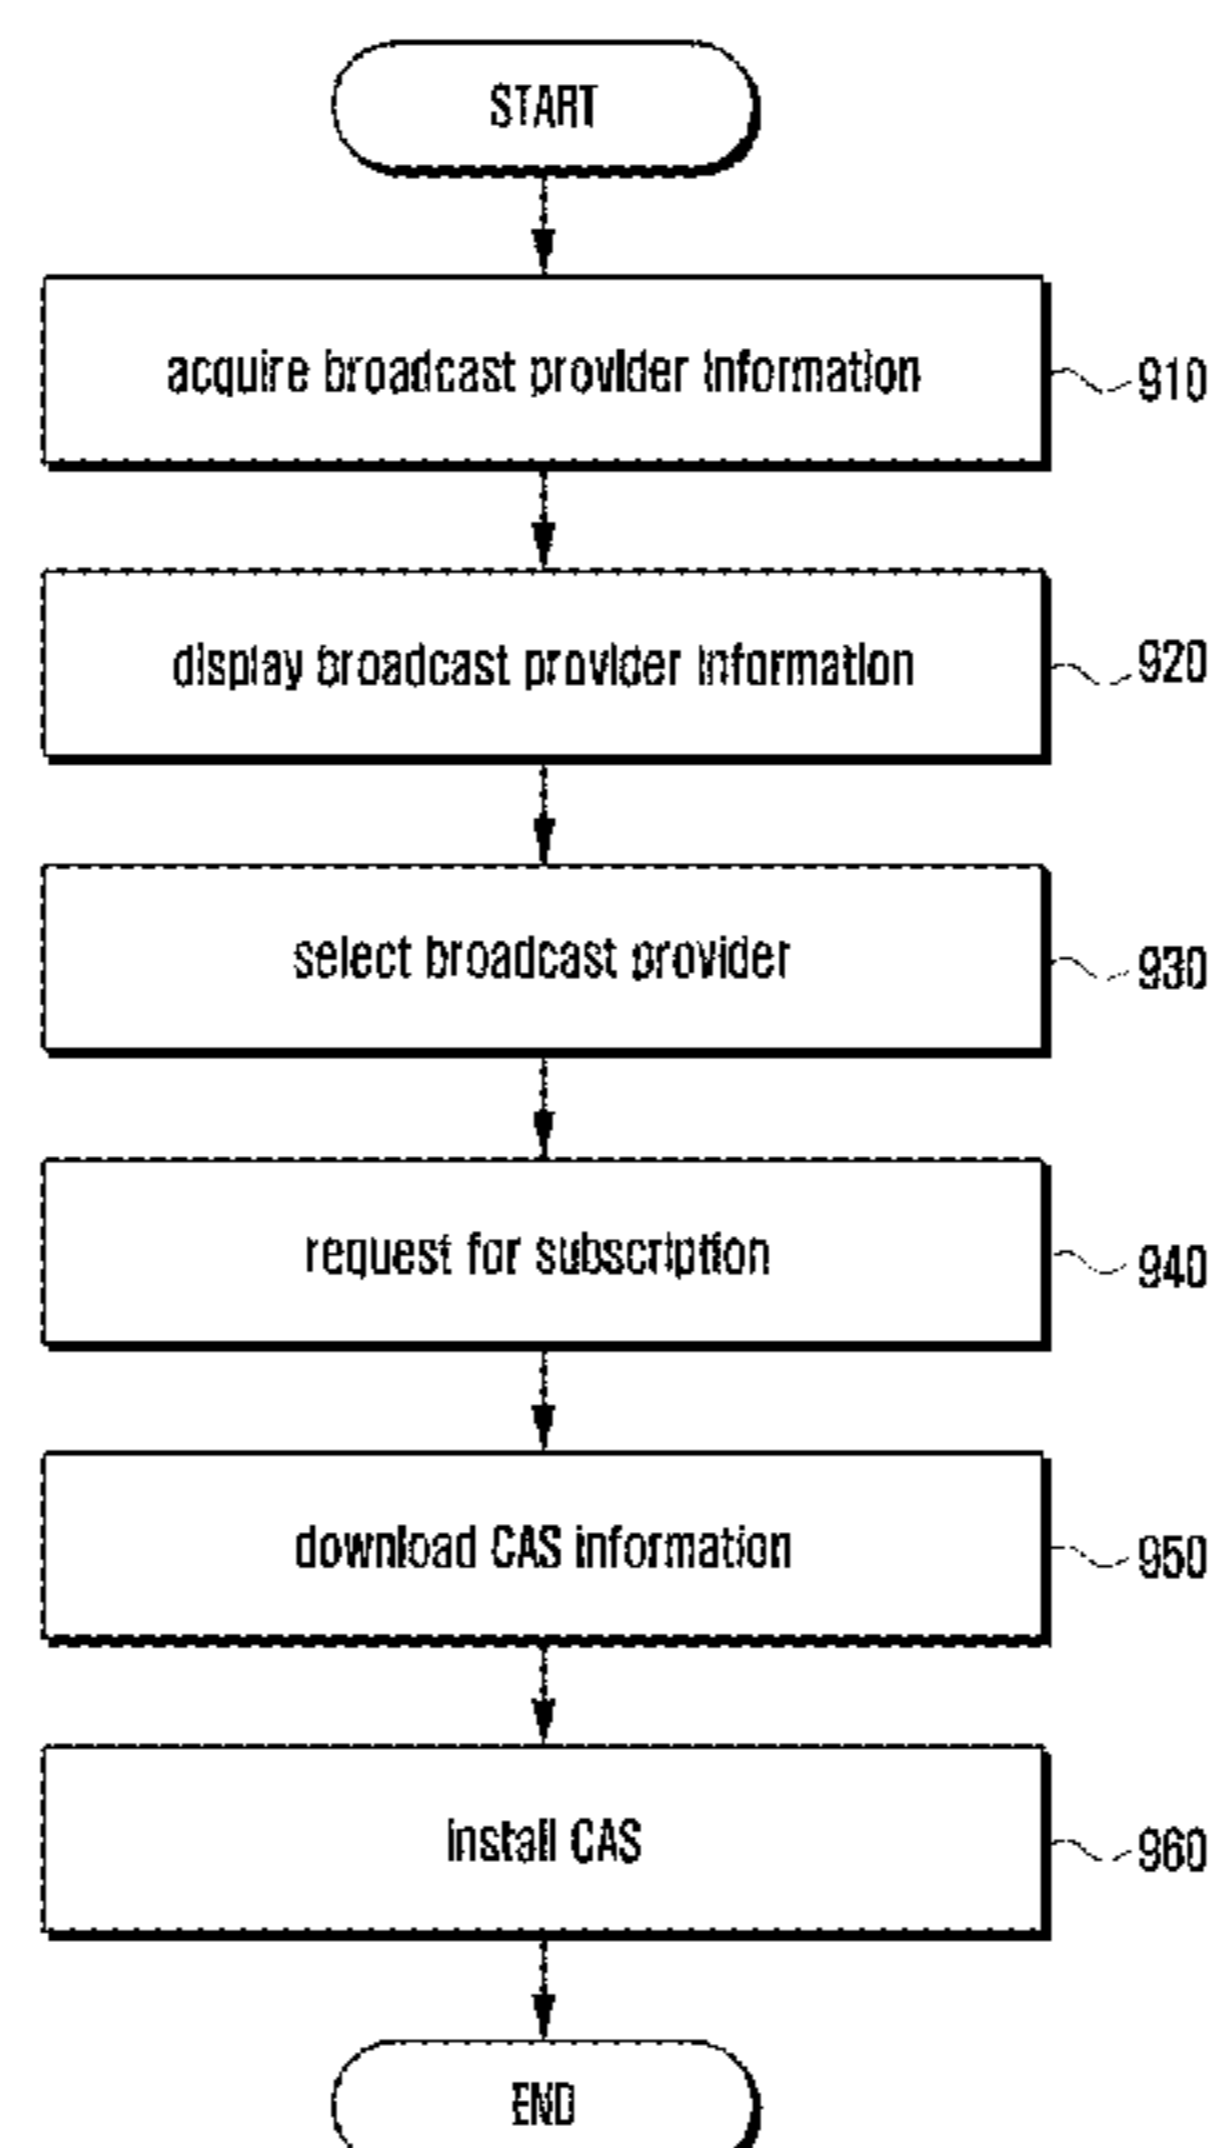 START
acquire broadcast provider information
910
display broadcast provider information
920
select broadcast provider
930
request for subscription
940
download CAS information
950
install CAS
960
END